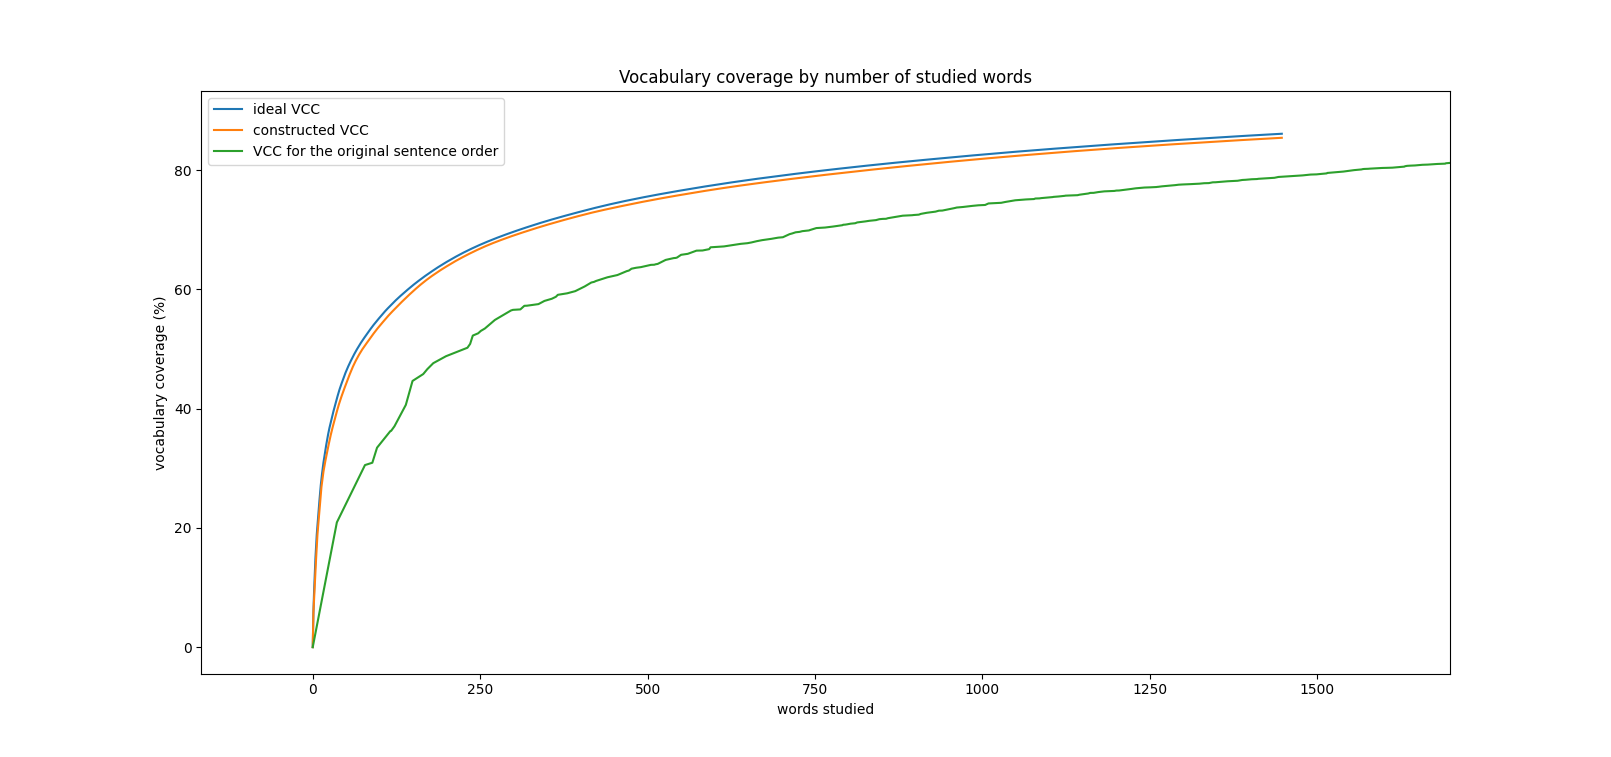 Vocabulary coverage by number of studied words
ideal VCC
constructed VCC
VCC for the original sentence order
vocabulary coverage (%)
80
60
40
20
0
0 250 500 750 1000 1250 1500
words studied